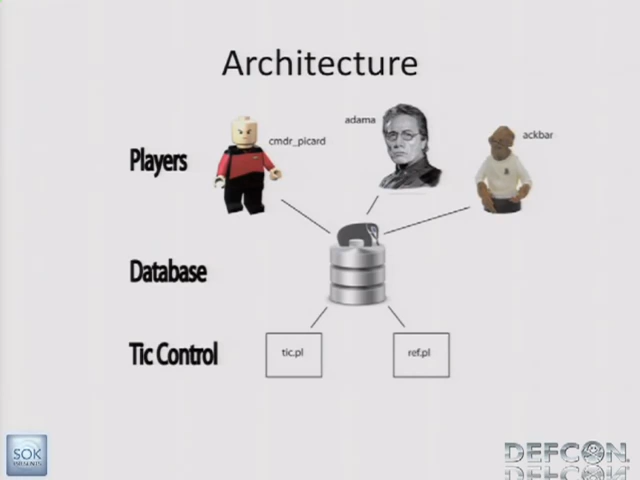 Architecture
adama
cmdr_picard
ackbar
Players
Database
Tic Control
tic.pl
ref.pl
SOK
DEFCON